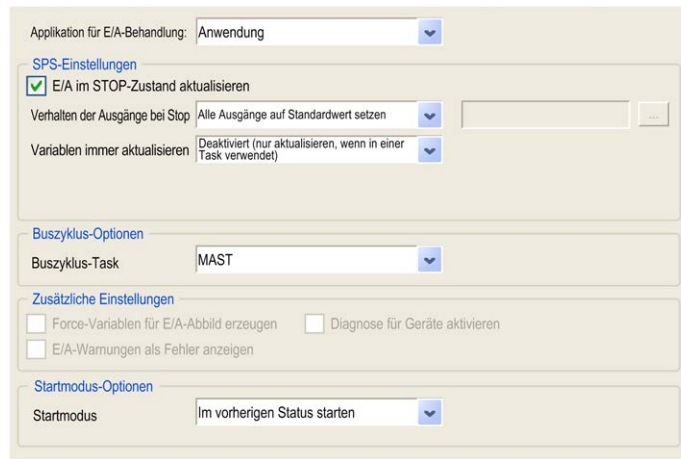 Applikation für E/A-Behandlung: Anwendung
SPS-Einstellungen
E/A im STOP-Zustand aktualisieren
Verhalten der Ausgänge bei Stop Alle Ausgänge auf Standardwert setzen ...
Variablen immer aktualisieren Deaktiviert (nur aktualisieren, wenn in einer
Task verwendet)
Buszyklus-Optionen
Buszyklus-Task MAST
Zusätzliche Einstellungen
Force-Variablen für E/A-Abbild erzeugen Diagnose für Geräte aktivieren
E/A-Warnungen als Fehler anzeigen
Startmodus-Optionen
Startmodus Im vorherigen Status starten